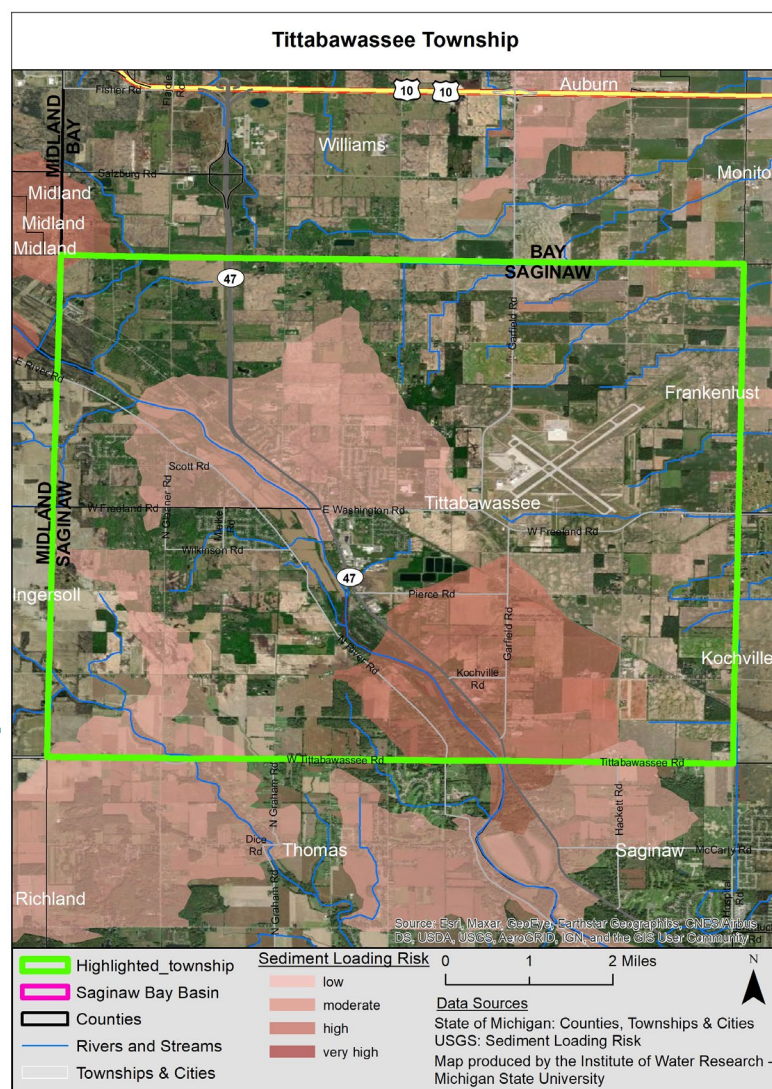 Tittabawassee Township
Fisher Rd
10
10
Auburn
MIDLAND
BAY
Williams
Salzburg Rd
Monito
Midland
Midland
Midland
BAY
SAGINAW
47
Garfield Rd
E River Rd
Frankenlust
Scott Rd
MIDLAND
SAGINAW
W Freeland Rd
E Washington Rd
Tittabawassee
W Freeland Rd
Wilkinson Rd
47
Ingersoll
Pierce Rd
Garfield Rd
N River Rd
Kochville
Kochville
Rd
W Tittabawassee Rd
Tittabawassee Rd
N Graham Rd
Hackett Rd
Dice
Rd
Thomas
Saginaw
McCarty Rd
N Graham Rd
Richland
Source: Esri, Maxar, GeoEye, Earthstar Geographics, CNES/Airbus
DS, USDA, USGS, AeroGRID, IGN, and the GIS User Community
Highlighted_township
Saginaw Bay Basin
Counties
Rivers and Streams
Townships & Cities
Sediment Loading Risk
low
moderate
high
very high
0 1 2 Miles
N
Data Sources
State of Michigan: Counties, Townships & Cities
USGS: Sediment Loading Risk
Map produced by the Institute of Water Research -
Michigan State University